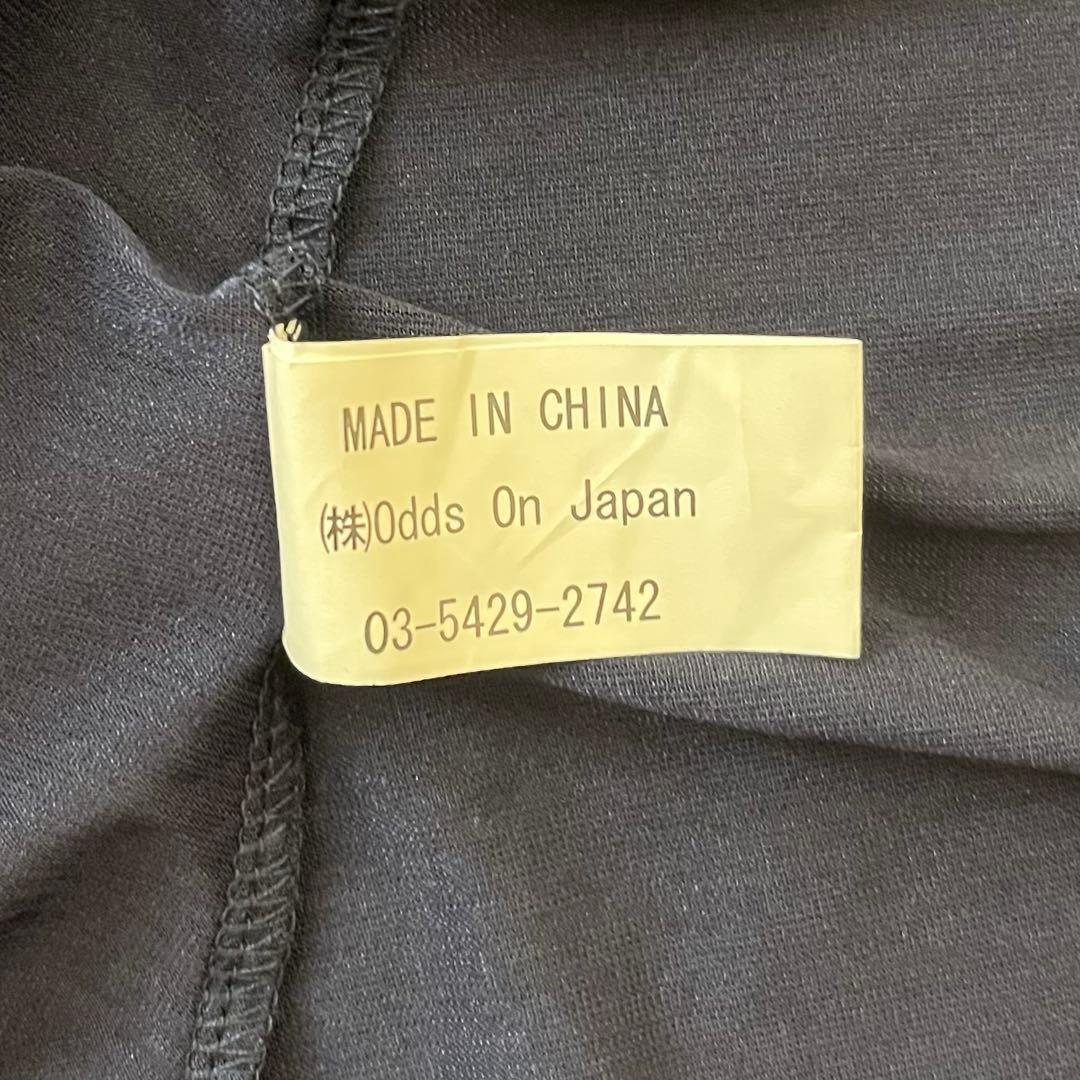 MADE IN CHINA
㈱Odds On Japan
03-5429-2742